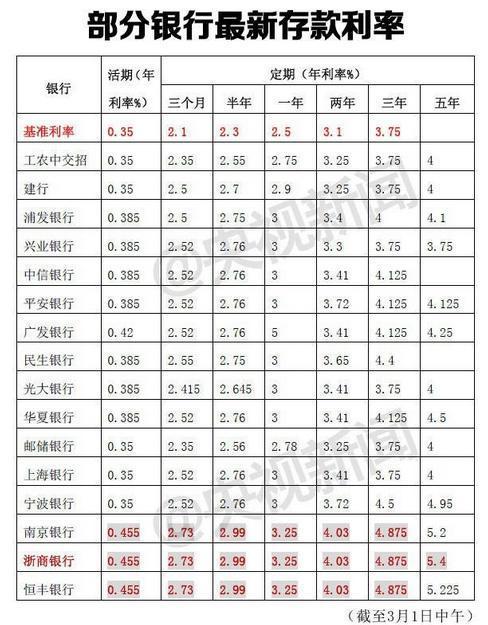 部分银行最新存款利率
银行 活期（年利率%） 定期（年利率%）
三个月 半年 一年 两年 三年 五年
基准利率 0.35 2.1 2.3 2.5 3.1 3.75
工农中交招 0.35 2.35 2.55 2.75 3.25 3.75 4
建行 0.35 2.5 2.7 2.9 3.25 3.75 4
浦发银行 0.385 2.5 2.75 3 3.4 4 4.1
兴业银行 0.385 2.52 2.76 3 3.3 3.75 3.75
中信银行 0.385 2.52 2.76 3 3.41 4.125
平安银行 0.385 2.52 2.76 3 3.72 4.125 4.125
广发银行 0.42 2.52 2.76 5 3.41 4.125 4.25
民生银行 0.385 2.55 2.75 3 3.65 4.4
光大银行 0.385 2.415 2.645 3 3.41 3.75 4
华夏银行 0.385 2.52 2.76 3 3.41 4.125 4.5
邮储银行 0.35 2.35 2.56 2.78 3.25 3.75 4
上海银行 0.35 2.52 2.76 3 3.41 3.75 4
宁波银行 0.35 2.52 2.76 3 3.72 4.5 4.95
南京银行 0.455 2.73 2.99 3.25 4.03 4.875 5.2
浙商银行 0.455 2.73 2.99 3.25 4.03 4.875 5.4
恒丰银行 0.455 2.73 2.99 3.25 4.03 4.875 5.225
（截至3月1日中午）
@央视新闻
@央视新闻